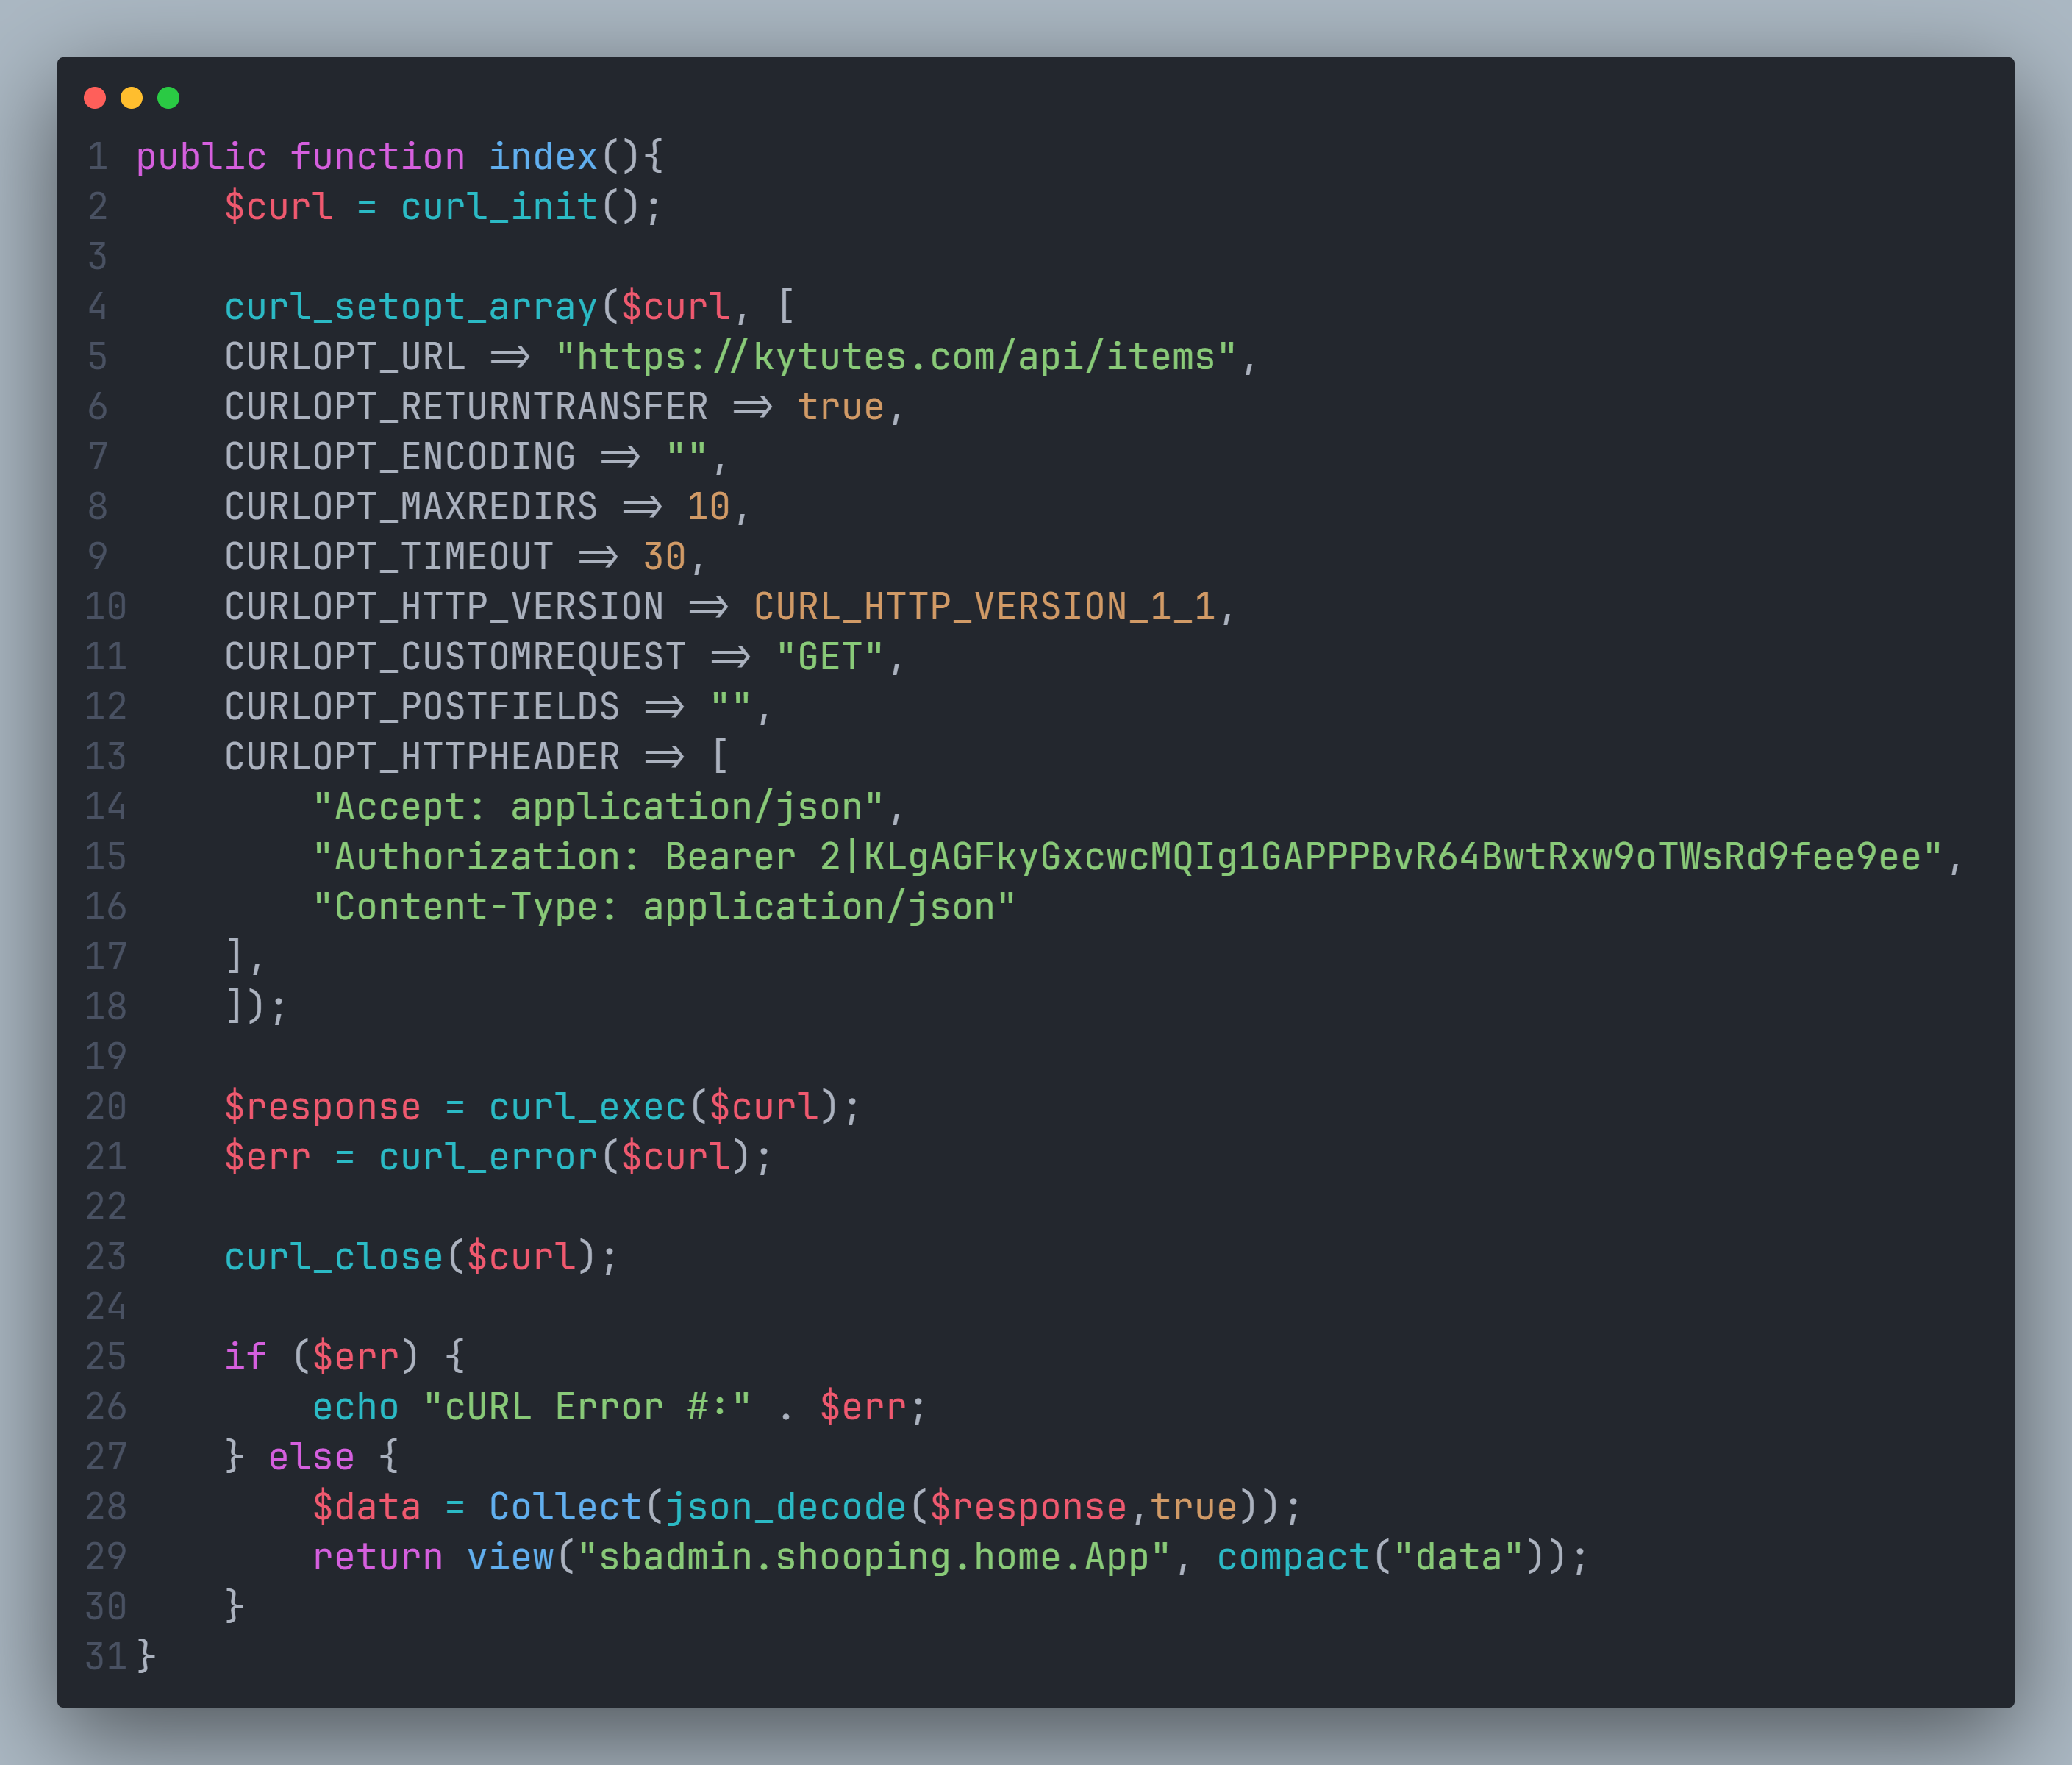 1 public function index(){
2     $curl = curl_init();
3
4     curl_setopt_array($curl, [
5     CURLOPT_URL => "https://kytutes.com/api/items",
6     CURLOPT_RETURNTRANSFER => true,
7     CURLOPT_ENCODING => "",
8     CURLOPT_MAXREDIRS => 10,
9     CURLOPT_TIMEOUT => 30,
10     CURLOPT_HTTP_VERSION => CURL_HTTP_VERSION_1_1,
11     CURLOPT_CUSTOMREQUEST => "GET",
12     CURLOPT_POSTFIELDS => "",
13     CURLOPT_HTTPHEADER => [
14         "Accept: application/json",
15         "Authorization: Bearer 2|KLgAGFkyGxcwcMQIg1GAPPPBvR64BwtRxw9oTWsRd9fee9ee",
16         "Content-Type: application/json"
17     ],
18     ]);
19
20     $response = curl_exec($curl);
21     $err = curl_error($curl);
22
23     curl_close($curl);
24
25     if ($err) {
26         echo "cURL Error #:" . $err;
27     } else {
28         $data = Collect(json_decode($response,true));
29         return view("sbadmin.shooping.home.App", compact("data"));
30     }
31 }